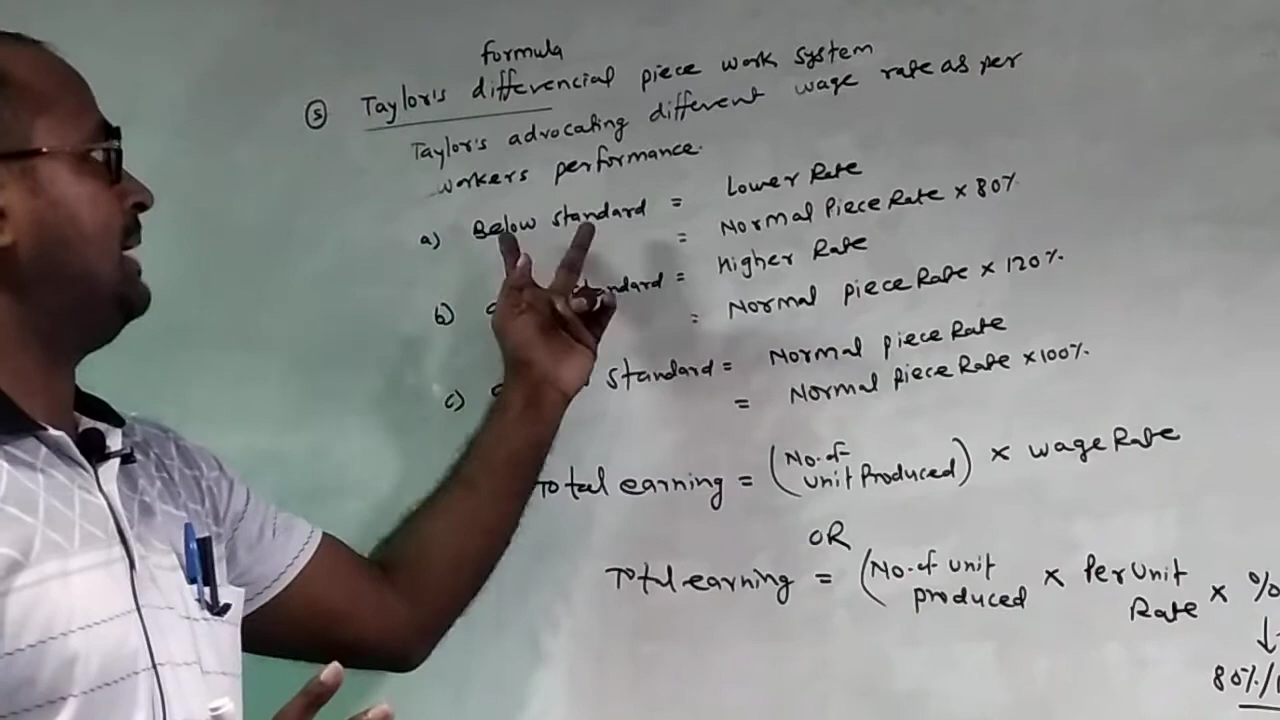 formula
⑤ Taylor's differencial piece work system
Taylor's advocating different wage rate as per
workers performance.
a) Below standard = Lower Rate
= Normal Piece Rate × 80%
b) standard = Higher Rate
= Normal piece Rate × 120%.
c) standard = Normal piece Rate
= Normal piece Rate × 100%.
Total earning = (No. of unit Produced) × wage Rate
OR
Totl earning = (No. of unit produced × Per Unit Rate × %
↓
80%/